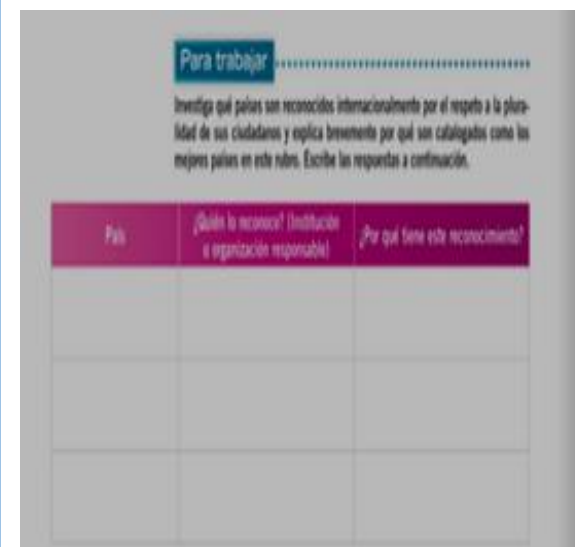 Para trabajar
Investiga qué países son reconocidos internacionalmente por el respeto a la plura-
lidad de sus ciudadanos y explica brevemente por qué son catalogados como los
mejores países en este rubro. Escribe las respuestas a continuación.
País
¿Quién lo reconoce? (Institución
u organización responsable)
¿Por qué tiene este reconocimiento?